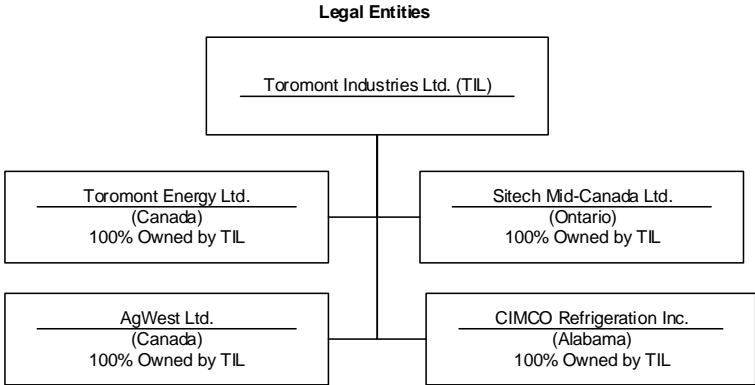 Legal Entities
Toromont Industries Ltd. (TIL)
Toromont Energy Ltd.
(Canada)
100% Owned by TIL
Sitech Mid-Canada Ltd.
(Ontario)
100% Owned by TIL
AgWest Ltd.
(Canada)
100% Owned by TIL
CIMCO Refrigeration Inc.
(Alabama)
100% Owned by TIL